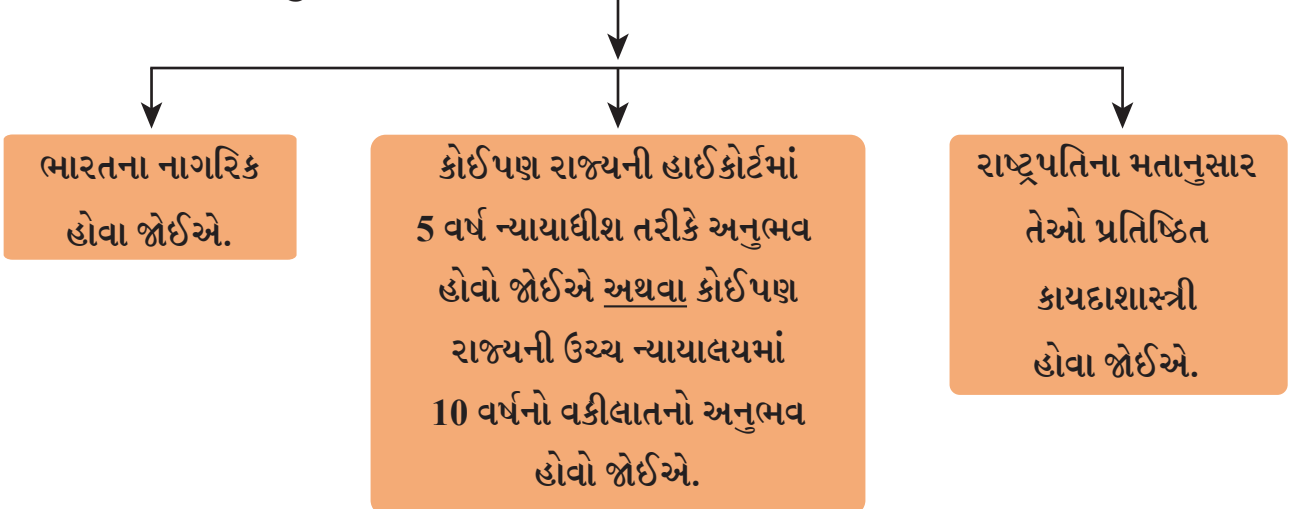 ભારતના નાગરિક
હોવા જોઈએ.
કોઈપણ રાજ્યની હાઈકોર્ટમાં
5 વર્ષ ન્યાયાધીશ તરીકે અનુભવ
હોવો જોઈએ અથવા કોઈપણ
રાજ્યની ઉચ્ચ ન્યાયાલયમાં
10 વર્ષનો વકીલાતનો અનુભવ
હોવો જોઈએ.
રાષ્ટ્રપતિના મતાનુસાર
તેઓ પ્રતિષ્ઠિત
કાયદાશાસ્ત્રી
હોવા જોઈએ.